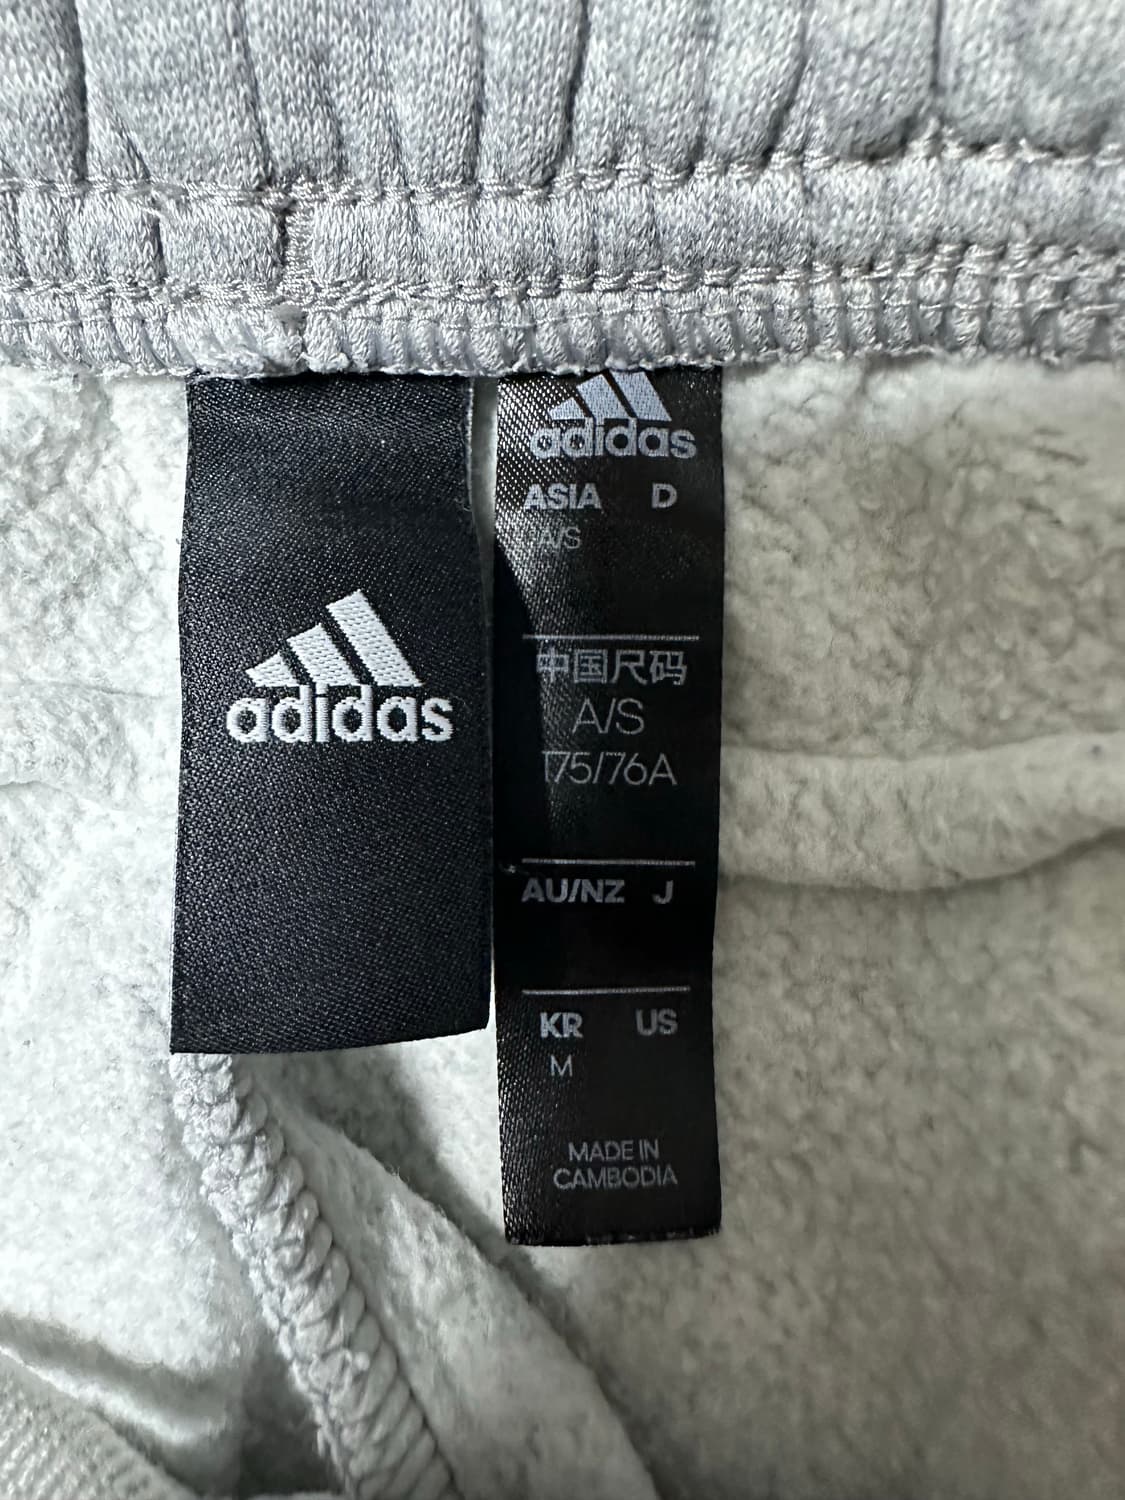 adidas
adidas
ASIA D
A/S
中国尺码
A/S
175/76A
AU/NZ J
KR US
M
MADE IN
CAMBODIA